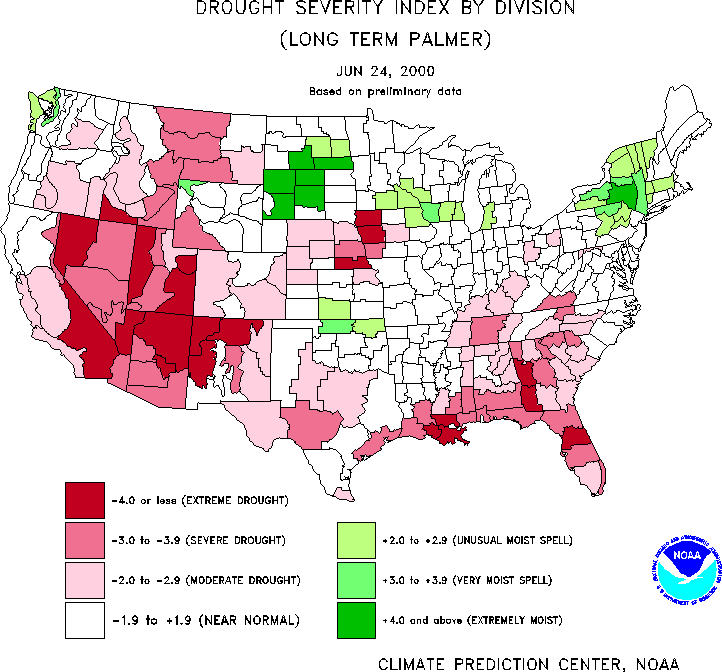 DROUGHT SEVERITY INDEX BY DIVISION
(LONG TERM PALMER)
JUN 24, 2000
Based on preliminary data
-4.0 or less (EXTREME DROUGHT)
-3.0 to -3.9 (SEVERE DROUGHT)
-2.0 to -2.9 (MODERATE DROUGHT)
-1.9 to +1.9 (NEAR NORMAL)
+2.0 to +2.9 (UNUSUAL MOIST SPELL)
+3.0 to +3.9 (VERY MOIST SPELL)
+4.0 and above (EXTREMELY MOIST)
NOAA
CLIMATE PREDICTION CENTER, NOAA